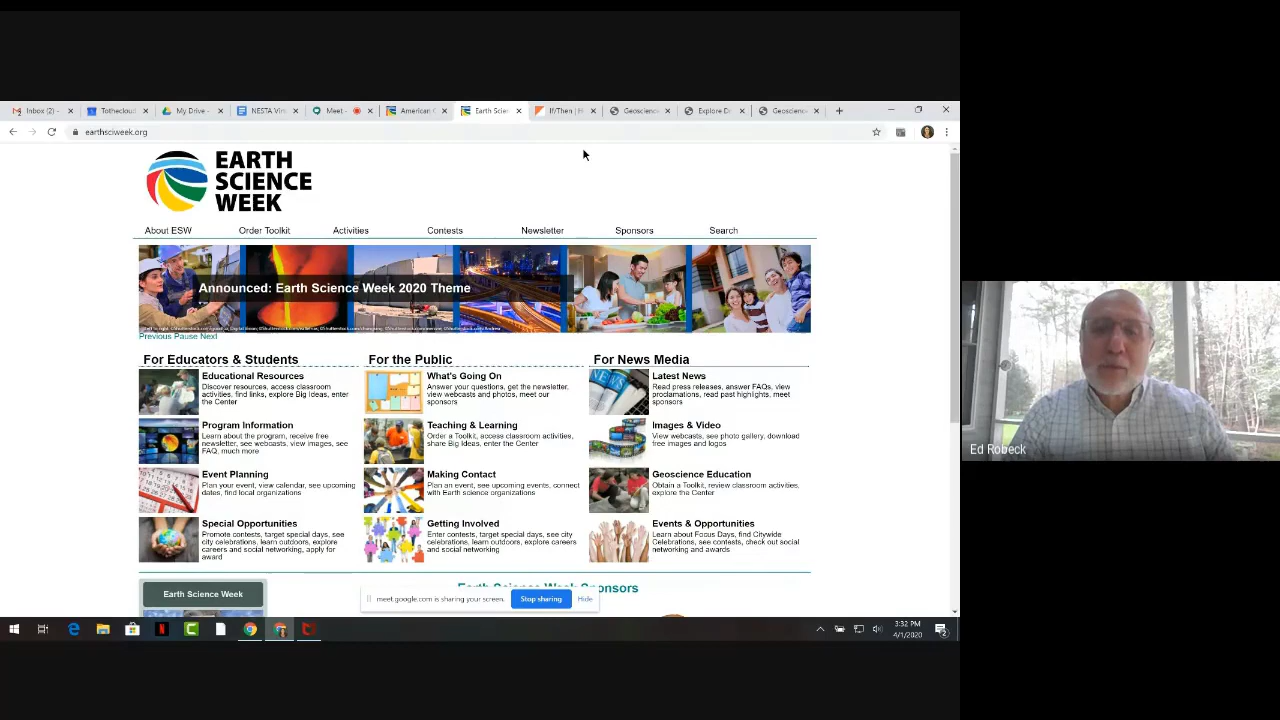 Inbox (2) -
Tothecloud
My Drive -
NESTA Virt
Meet -
American G
Earth Scien
If/Then | H
Geoscience
Explore Di
Geoscience
earthsciweek.org
EARTH
SCIENCE
WEEK
About ESW
Order Toolkit
Activities
Contests
Newsletter
Sponsors
Search
Announced: Earth Science Week 2020 Theme
Previous Pause Next
For Educators & Students
Educational Resources
Discover resources, access classroom
activities, find links, explore Big Ideas, enter
the Center
Program Information
Learn about the program, receive free
newsletter, see webcasts, view images, see
FAQ, much more
Event Planning
Plan your event, view calendar, see upcoming
dates, find local organizations
Special Opportunities
Promote contests, target special days, see
city celebrations, learn outdoors, explore
careers and social networking, apply for
award
For the Public
What's Going On
Answer your questions, get the newsletter,
view webcasts and photos, meet our
sponsors
Teaching & Learning
Order a Toolkit, access classroom activities,
share Big Ideas, enter the Center
Making Contact
Plan an event, see upcoming events, connect
with Earth science organizations
Getting Involved
Enter contests, target special days, see city
celebrations, learn outdoors, explore careers
and social networking
For News Media
Latest News
Read press releases, answer FAQs, view
proclamations, read past highlights, meet
sponsors
Images & Video
View webcasts, see photo gallery, download
free images and logos
Geoscience Education
Obtain a Toolkit, review classroom activities,
explore the Center
Events & Opportunities
Learn about Focus Days, find Citywide
Celebrations, see contests, check out social
networking and awards
Earth Science Week
Earth Science Week Sponsors
meet.google.com is sharing your screen.
Stop sharing
Hide
3:32 PM
4/1/2020
2
Ed Robeck